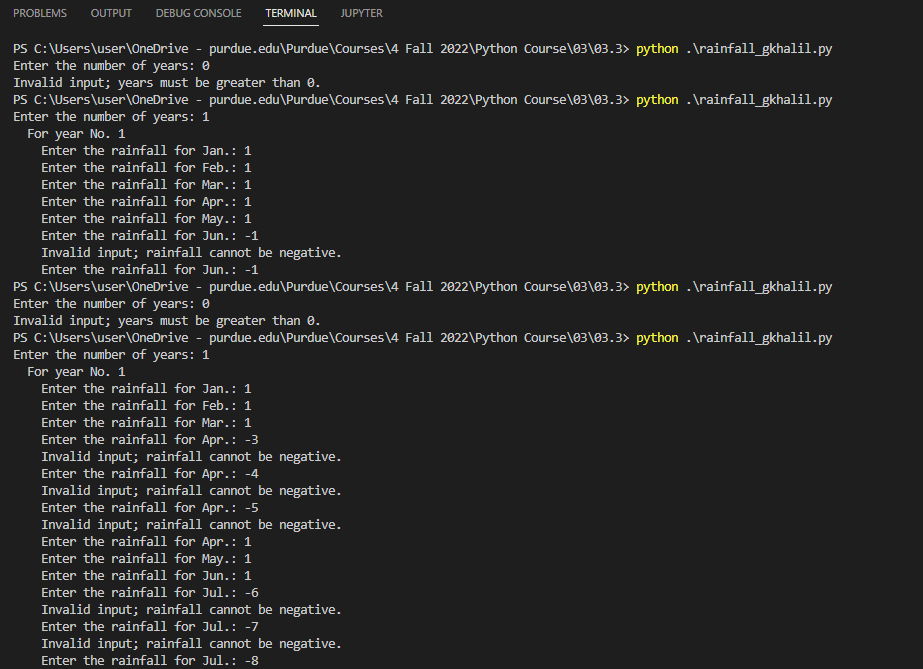 PROBLEMS OUTPUT DEBUG CONSOLE TERMINAL JUPYTER
PS C:\Users\user\OneDrive - purdue.edu\Purdue\Courses\4 Fall 2022\Python Course\03\03.3> python .\rainfall_gkhalil.py
Enter the number of years: 0
Invalid input; years must be greater than 0.
PS C:\Users\user\OneDrive - purdue.edu\Purdue\Courses\4 Fall 2022\Python Course\03\03.3> python .\rainfall_gkhalil.py
Enter the number of years: 1
  For year No. 1
    Enter the rainfall for Jan.: 1
    Enter the rainfall for Feb.: 1
    Enter the rainfall for Mar.: 1
    Enter the rainfall for Apr.: 1
    Enter the rainfall for May.: 1
    Enter the rainfall for Jun.: -1
    Invalid input; rainfall cannot be negative.
    Enter the rainfall for Jun.: -1
PS C:\Users\user\OneDrive - purdue.edu\Purdue\Courses\4 Fall 2022\Python Course\03\03.3> python .\rainfall_gkhalil.py
Enter the number of years: 0
Invalid input; years must be greater than 0.
PS C:\Users\user\OneDrive - purdue.edu\Purdue\Courses\4 Fall 2022\Python Course\03\03.3> python .\rainfall_gkhalil.py
Enter the number of years: 1
  For year No. 1
    Enter the rainfall for Jan.: 1
    Enter the rainfall for Feb.: 1
    Enter the rainfall for Mar.: 1
    Enter the rainfall for Apr.: -3
    Invalid input; rainfall cannot be negative.
    Enter the rainfall for Apr.: -4
    Invalid input; rainfall cannot be negative.
    Enter the rainfall for Apr.: -5
    Invalid input; rainfall cannot be negative.
    Enter the rainfall for Apr.: 1
    Enter the rainfall for May.: 1
    Enter the rainfall for Jun.: 1
    Enter the rainfall for Jul.: -6
    Invalid input; rainfall cannot be negative.
    Enter the rainfall for Jul.: -7
    Invalid input; rainfall cannot be negative.
    Enter the rainfall for Jul.: -8